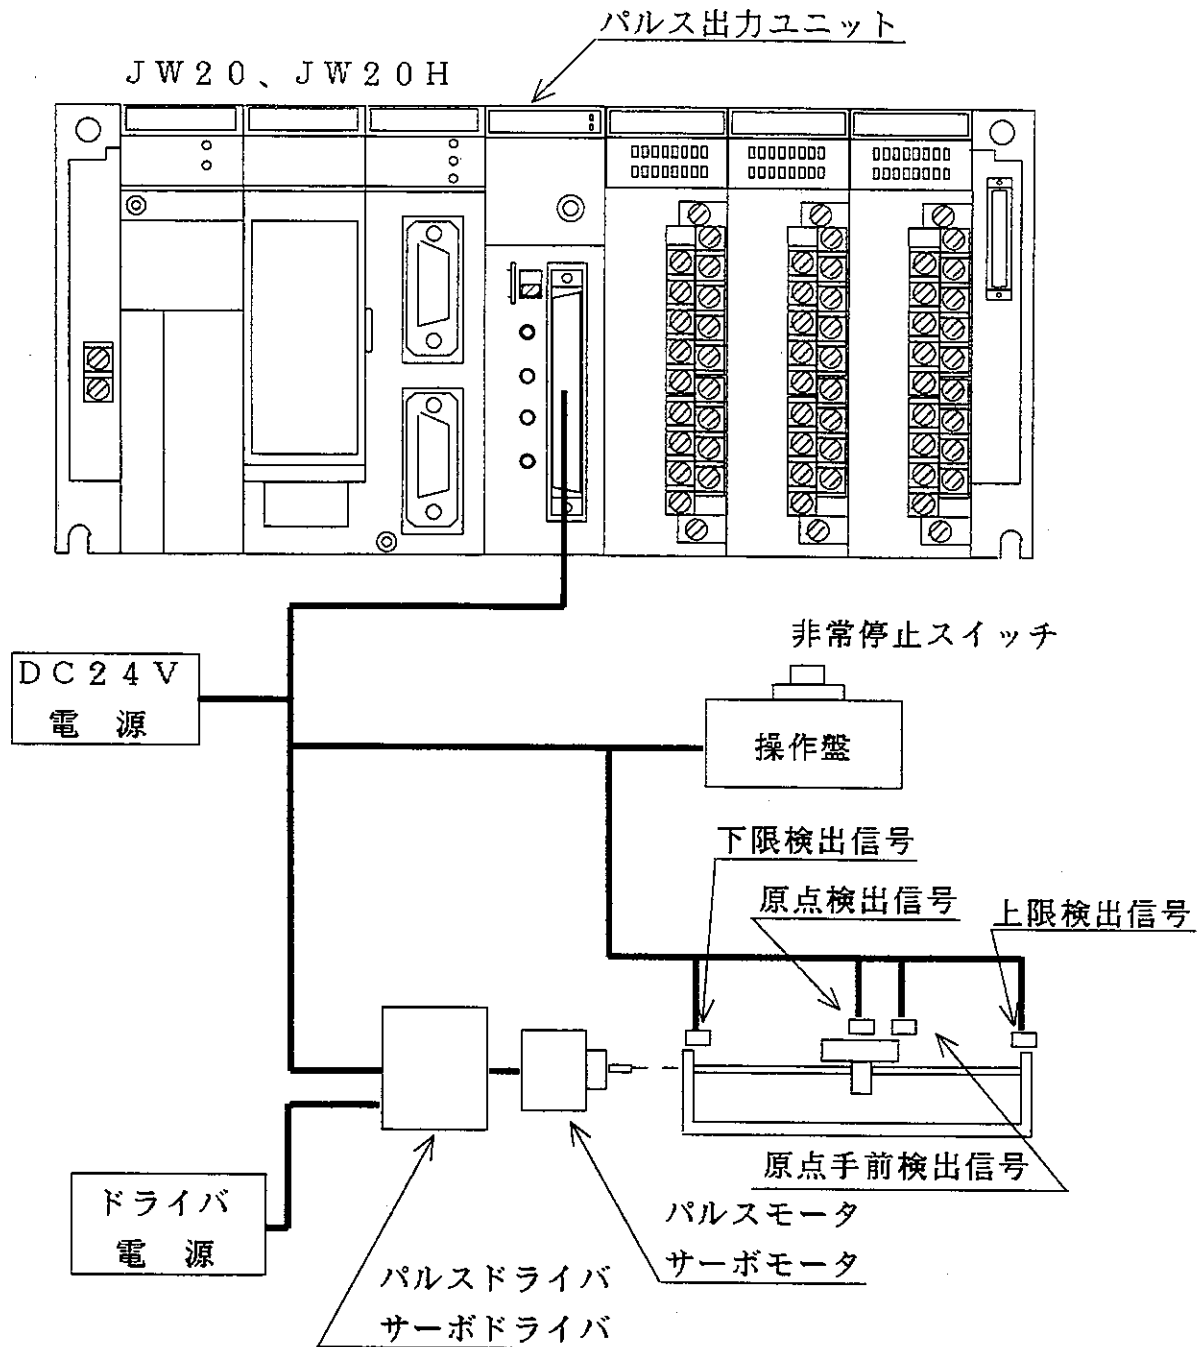 パルス出力ユニット
JW20、JW20H
非常停止スイッチ
DC24V
電 源
操作盤
下限検出信号
原点検出信号
上限検出信号
原点手前検出信号
ドライバ
電 源
パルスモータ
サーボモータ
パルスドライバ
サーボドライバ